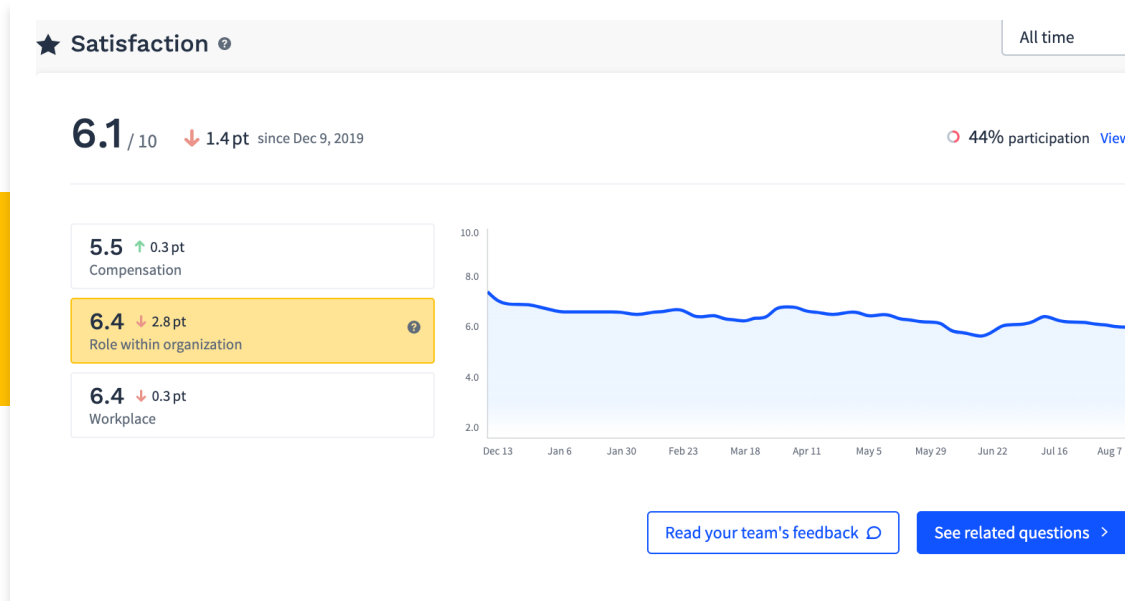 Satisfaction ?
All time
6.1 / 10 1.4 pt since Dec 9, 2019
44% participation View
5.5 0.3 pt
Compensation
6.4 2.8 pt
Role within organization ?
6.4 0.3 pt
Workplace
10.0
8.0
6.0
4.0
2.0
Dec 13 Jan 6 Jan 30 Feb 23 Mar 18 Apr 11 May 5 May 29 Jun 22 Jul 16 Aug 7
Read your team's feedback
See related questions